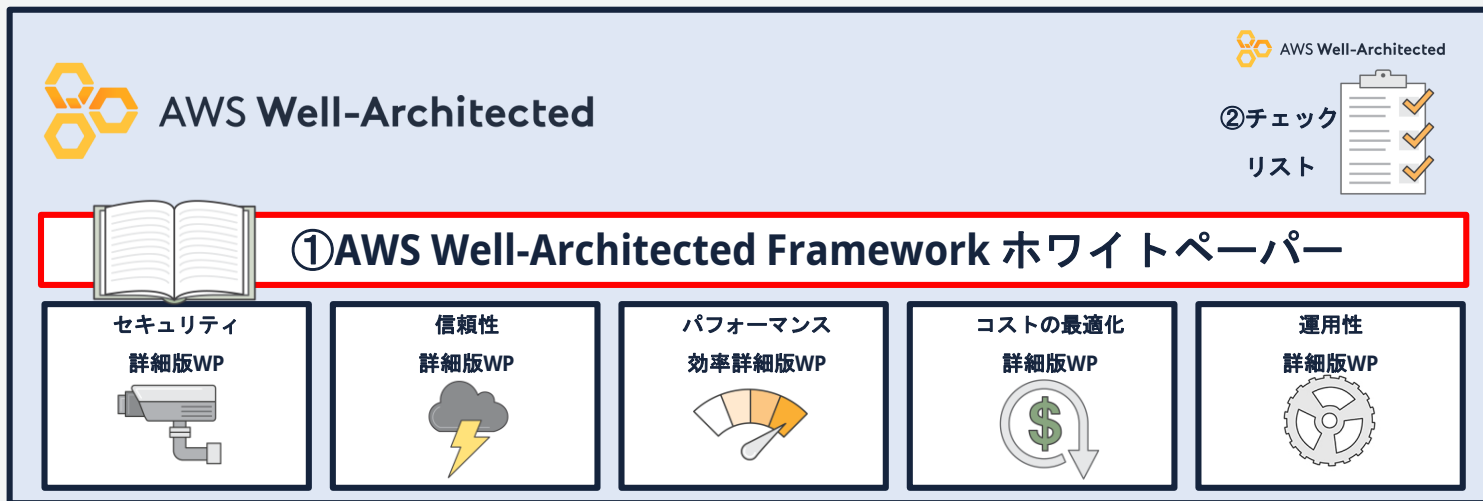 AWS Well-Architected
AWS Well-Architected
②チェック
リスト
①AWS Well-Architected Framework ホワイトペーパー
セキュリティ
詳細版WP
信頼性
詳細版WP
パフォーマンス
効率詳細版WP
コストの最適化
詳細版WP
$
運用性
詳細版WP